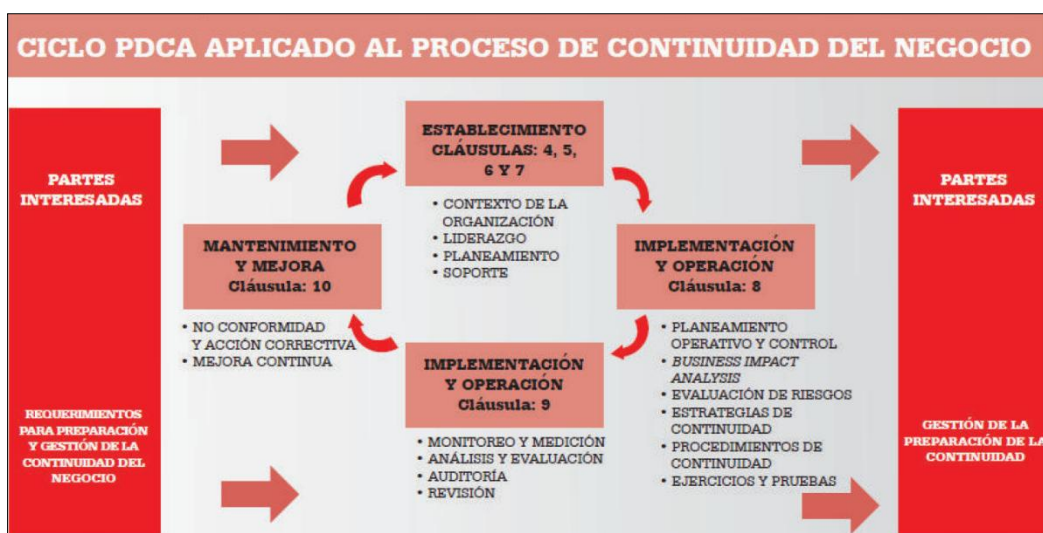 CICLO PDCA APLICADO AL PROCESO DE CONTINUIDAD DEL NEGOCIO
PARTES
INTERESADAS
REQUERIMIENTOS
PARA PREPARACIÓN
Y GESTIÓN DE LA
CONTINUIDAD DEL
NEGOCIO
ESTABLECIMIENTO
CLÁUSULAS: 4, 5,
6 Y 7
• CONTEXTO DE LA
ORGANIZACIÓN
• LIDERAZGO
• PLANEAMIENTO
• SOPORTE
MANTENIMIENTO
Y MEJORA
Cláusula: 10
• NO CONFORMIDAD
Y ACCIÓN CORRECTIVA
• MEJORA CONTINUA
IMPLEMENTACIÓN
Y OPERACIÓN
Cláusula: 8
• PLANEAMIENTO
OPERATIVO Y CONTROL
• BUSINESS IMPACT
ANALYSIS
• EVALUACIÓN DE RIESGOS
• ESTRATEGIAS DE
CONTINUIDAD
• PROCEDIMIENTOS DE
CONTINUIDAD
• EJERCICIOS Y PRUEBAS
IMPLEMENTACIÓN
Y OPERACIÓN
Cláusula: 9
• MONITOREO Y MEDICIÓN
• ANÁLISIS Y EVALUACIÓN
• AUDITORÍA
• REVISIÓN
PARTES
INTERESADAS
GESTIÓN DE LA
PREPARACIÓN DE LA
CONTINUIDAD